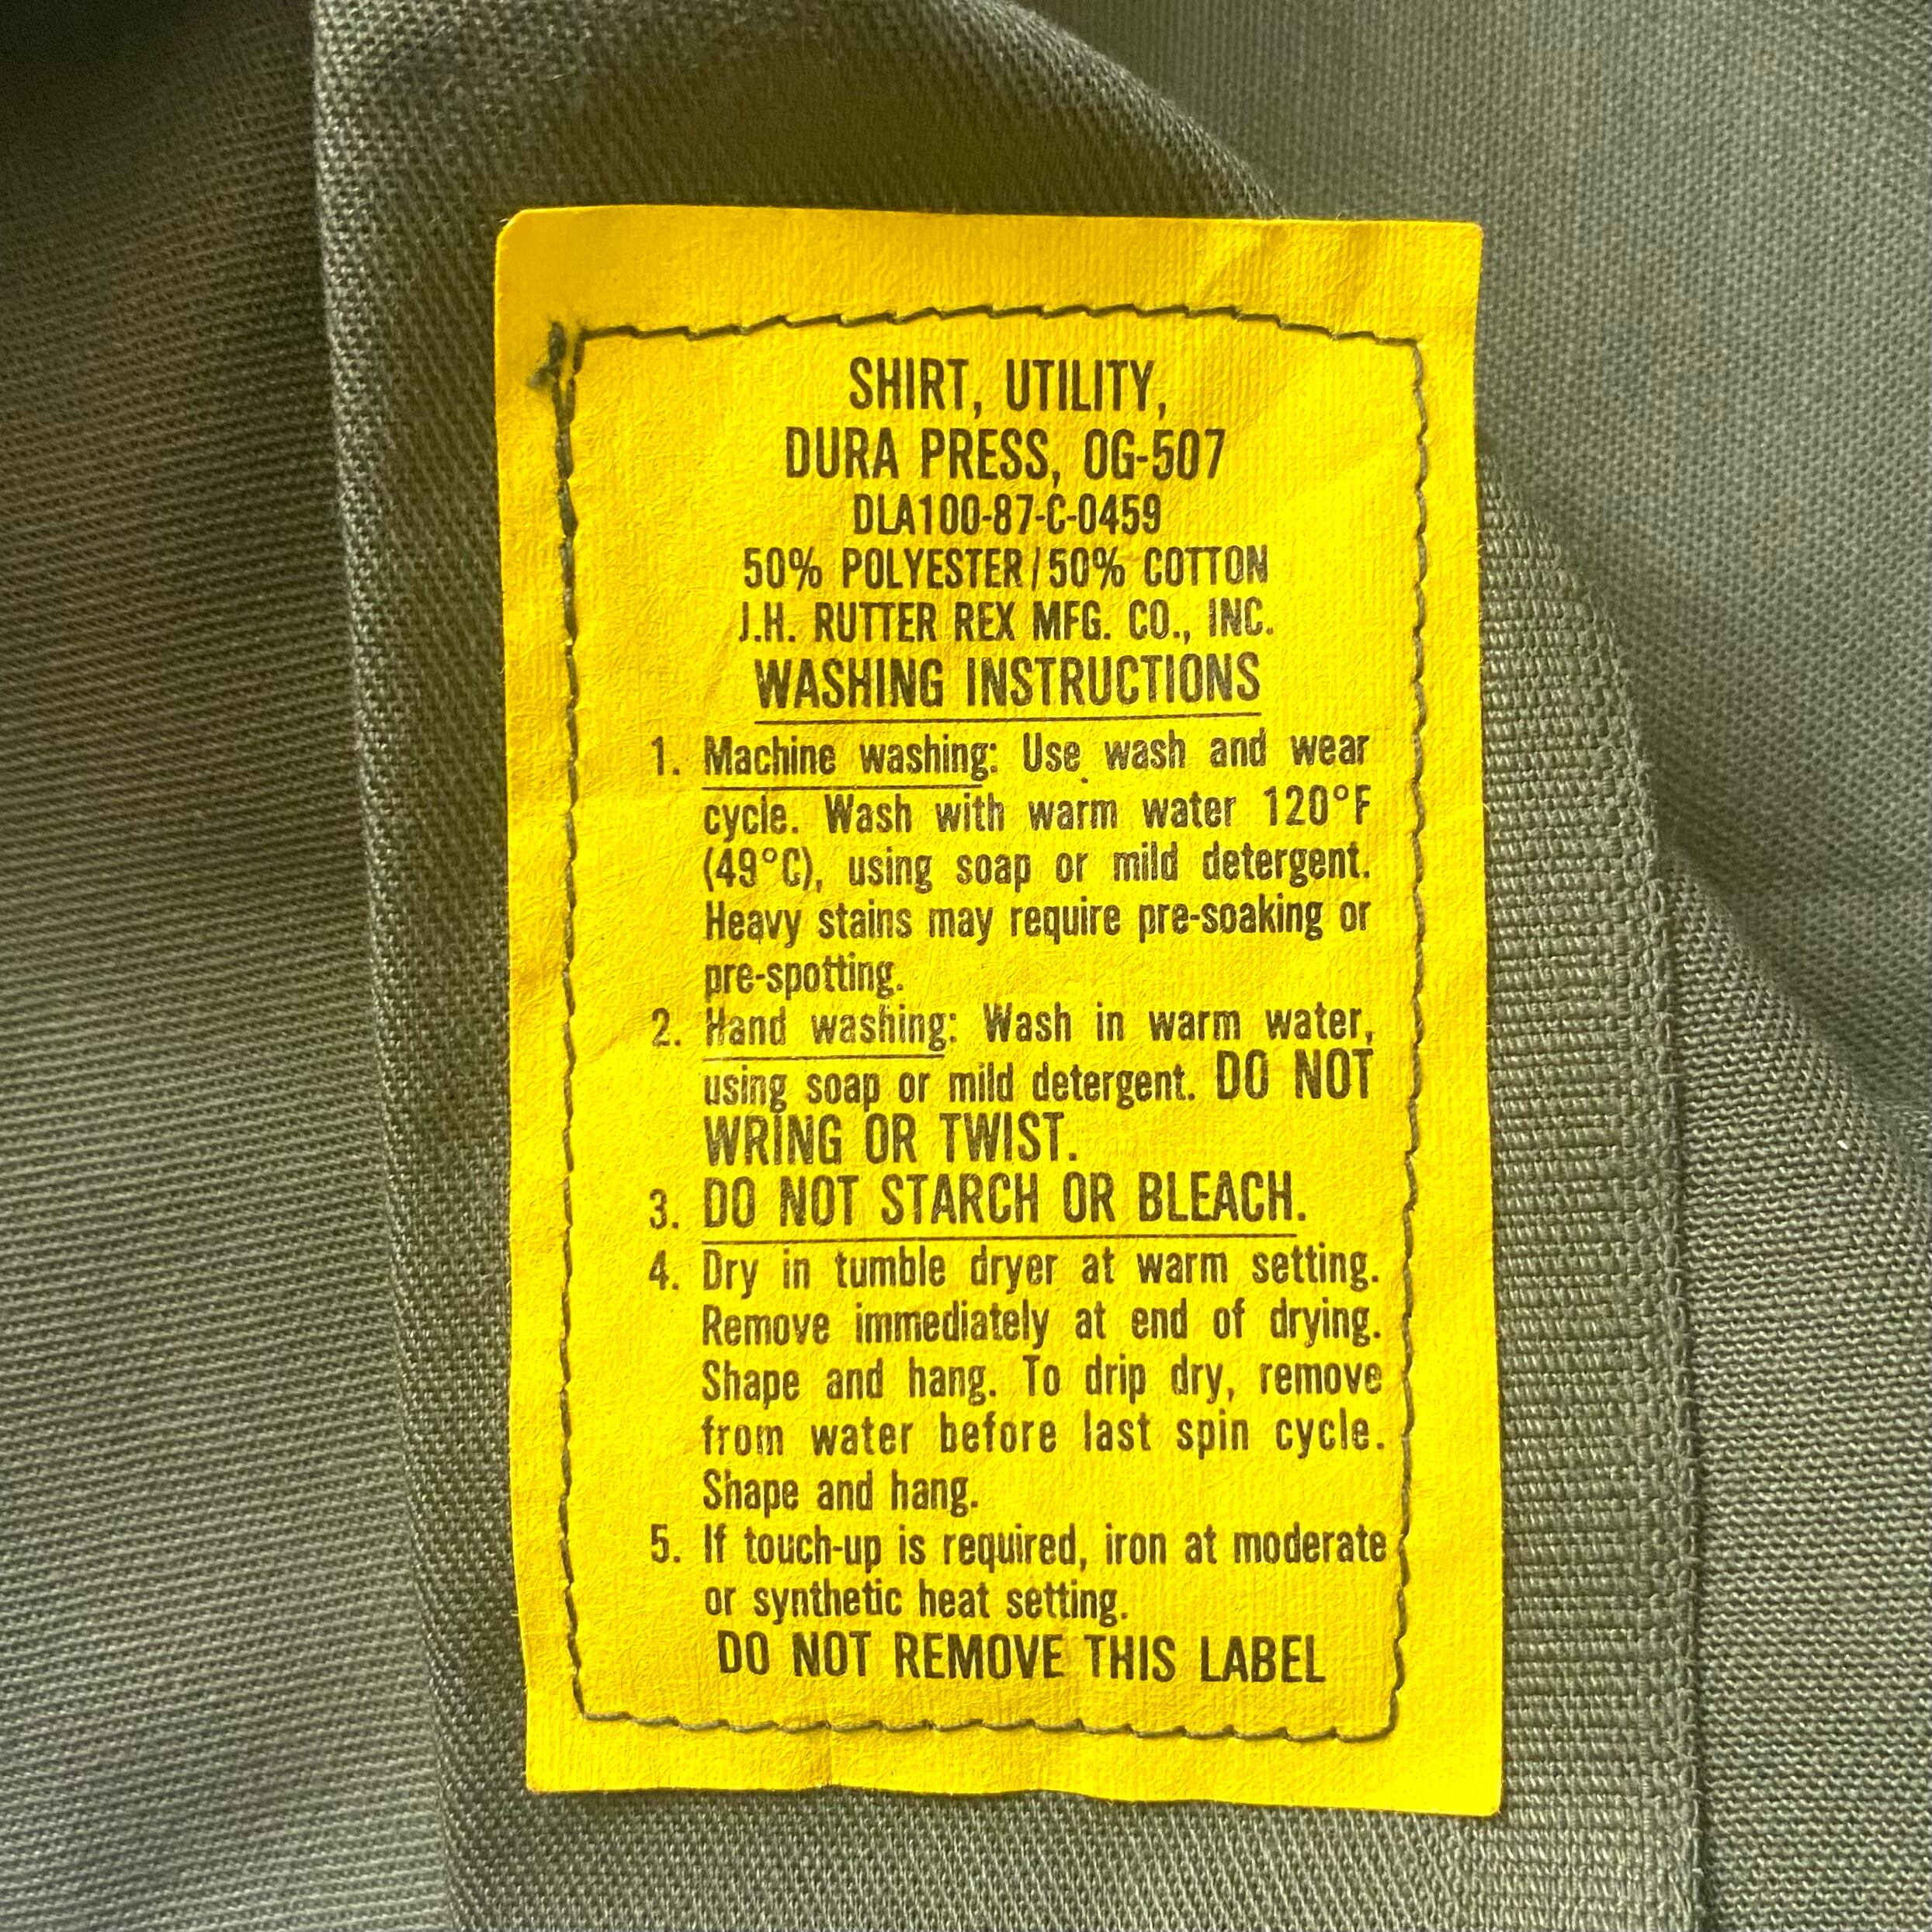 SHIRT, UTILITY,
DURA PRESS, OG-507
DLA100-87-C-0459
50% POLYESTER/50% COTTON
J.H. RUTTER REX MFG. CO., INC.
WASHING INSTRUCTIONS
1. Machine washing: Use wash and wear
cycle. Wash with warm water 120°F
(49°C), using soap or mild detergent.
Heavy stains may require pre-soaking or
pre-spotting.
2. Hand washing: Wash in warm water,
using soap or mild detergent. DO NOT
WRING OR TWIST.
3. DO NOT STARCH OR BLEACH.
4. Dry in tumble dryer at warm setting.
Remove immediately at end of drying.
Shape and hang. To drip dry, remove
from water before last spin cycle.
Shape and hang.
5. If touch-up is required, iron at moderate
or synthetic heat setting.
DO NOT REMOVE THIS LABEL